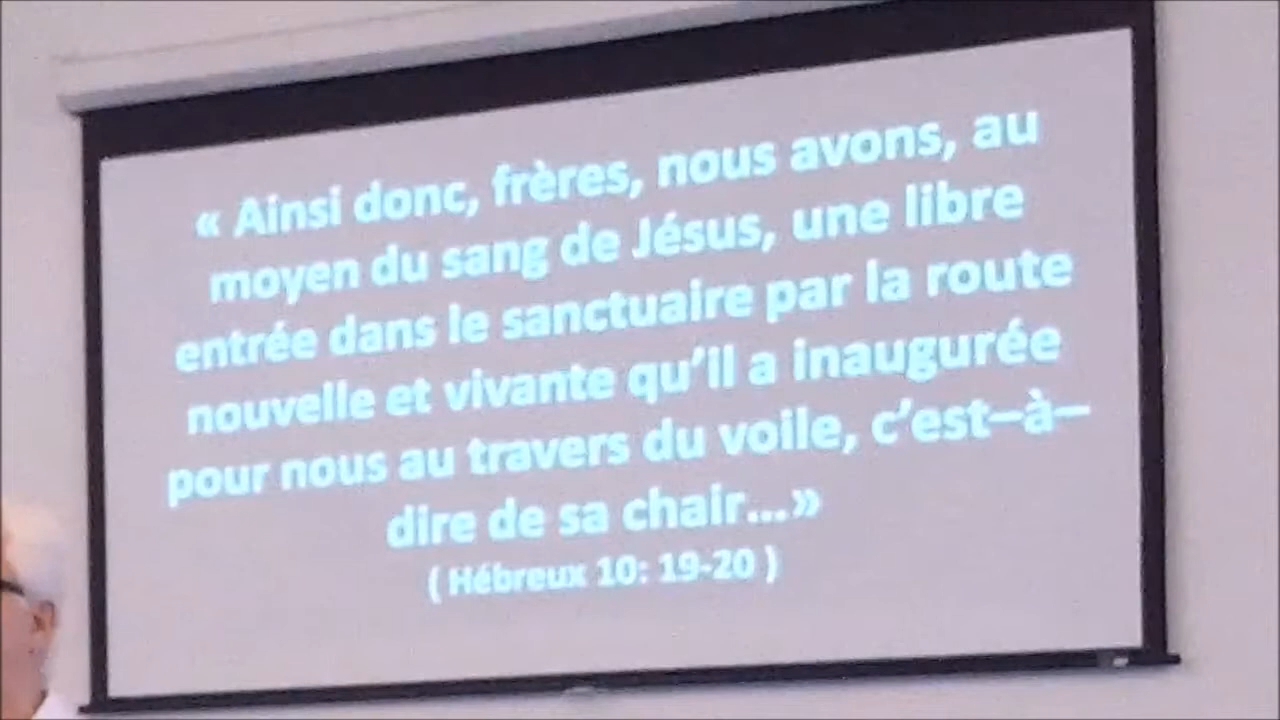 « Ainsi donc, frères, nous avons, au
moyen du sang de Jésus, une libre
entrée dans le sanctuaire par la route
nouvelle et vivante qu’il a inaugurée
pour nous au travers du voile, c’est–à–
dire de sa chair...»
( Hébreux 10: 19-20 )